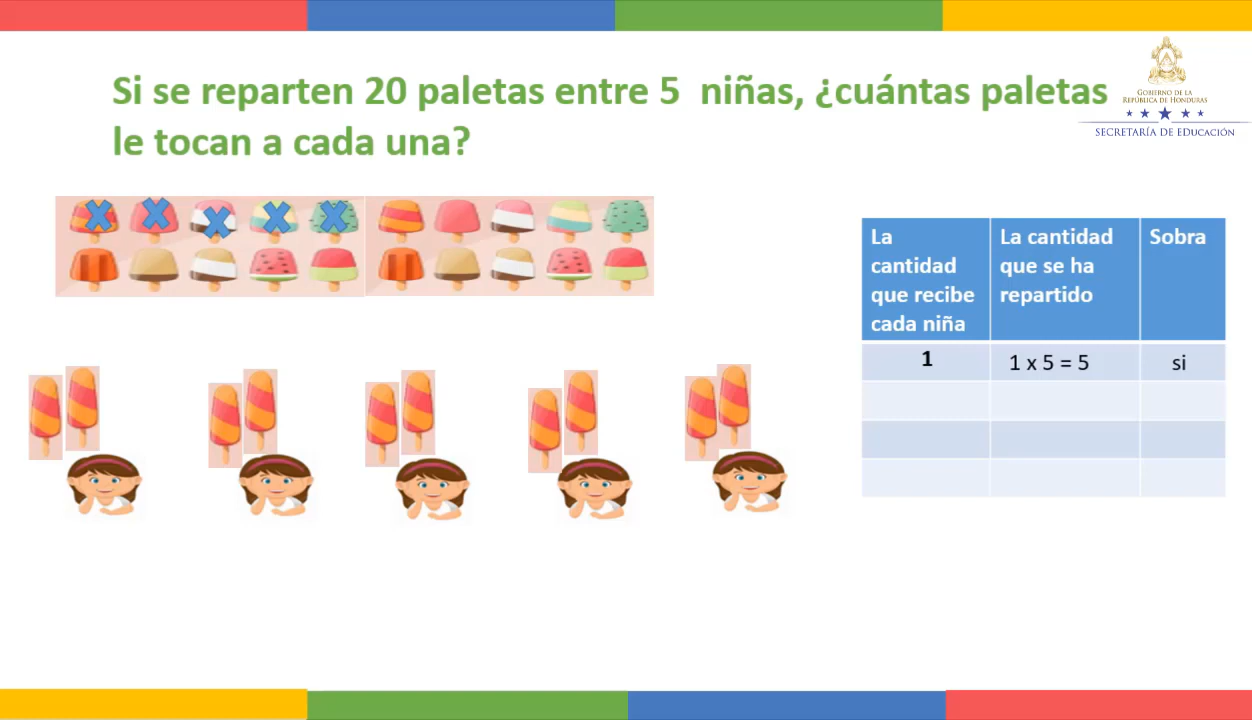 Si se reparten 20 paletas entre 5 niñas, ¿cuántas paletas
le tocan a cada una?
GOBIERNO DE LA
REPÚBLICA DE HONDURAS
SECRETARÍA DE EDUCACIÓN
La
cantidad
que recibe
cada niña
La cantidad
que se ha
repartido
Sobra
1
1 x 5 = 5
si